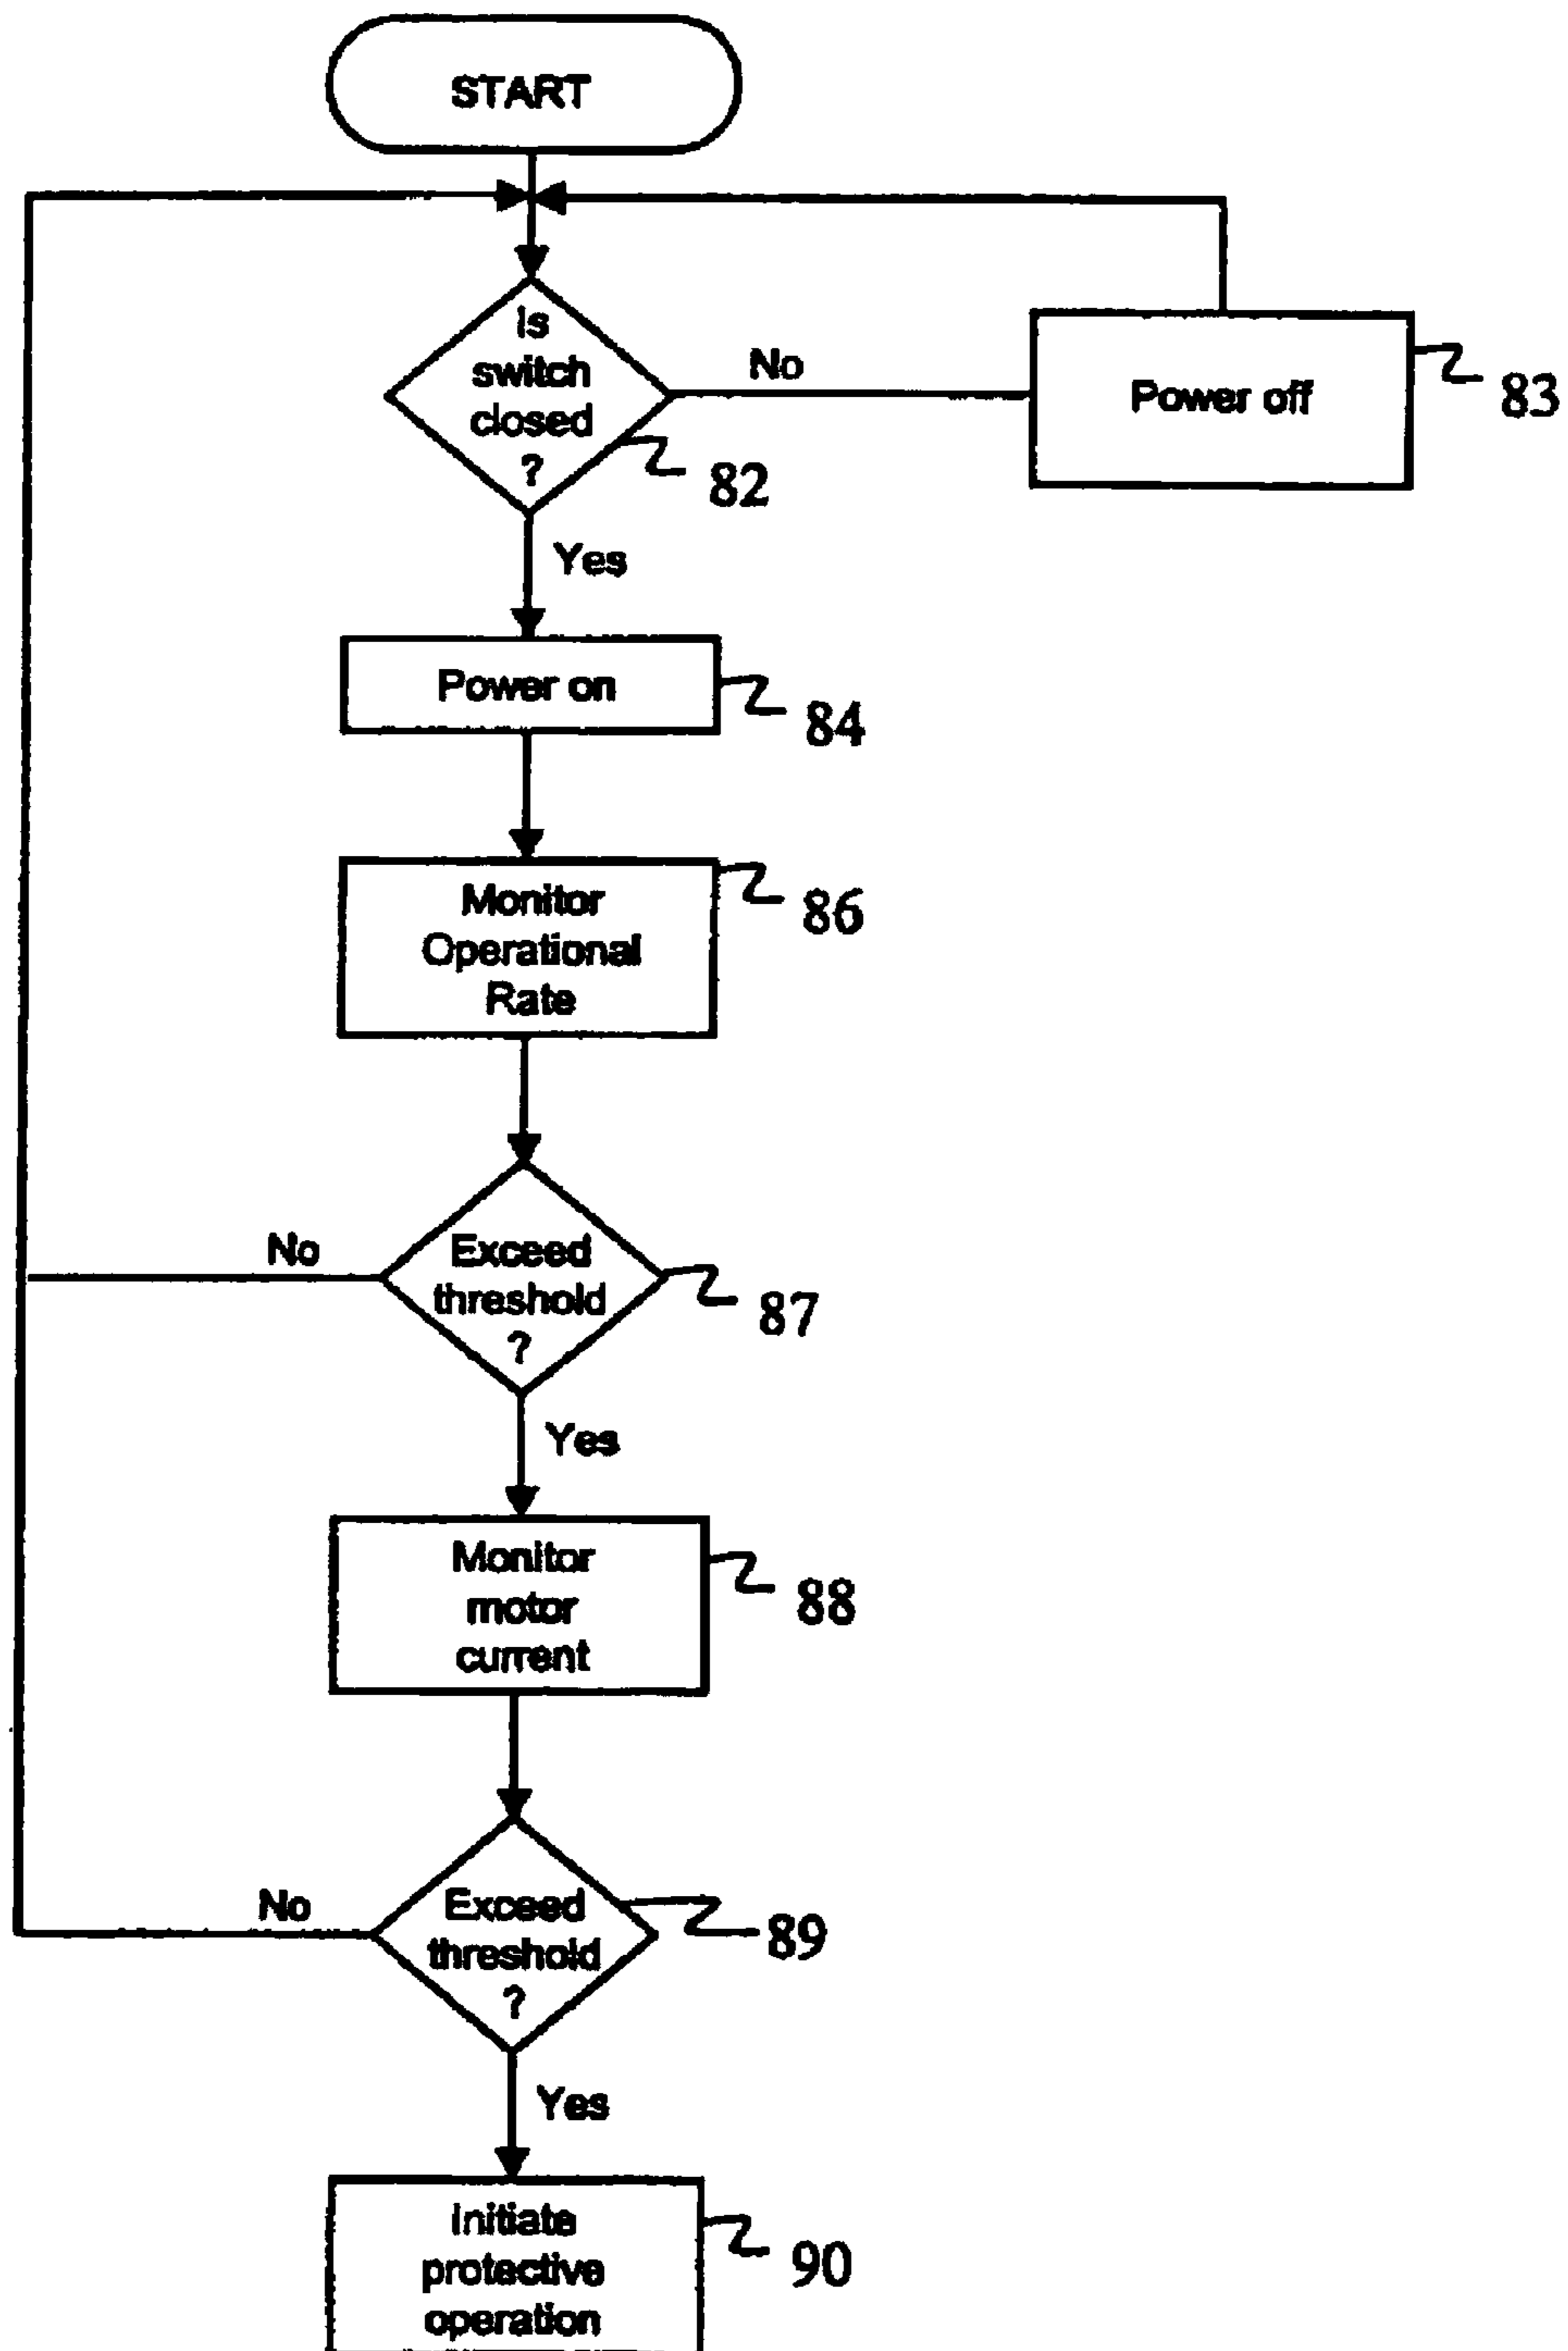 START
Is
switch
closed
?
82
No
Power off
83
Yes
Power on
84
Monitor
Operational
Rate
86
No
Exceed
threshold
?
87
Yes
Monitor
motor
current
88
No
Exceed
threshold
?
89
Yes
Initiate
protective
operation
90